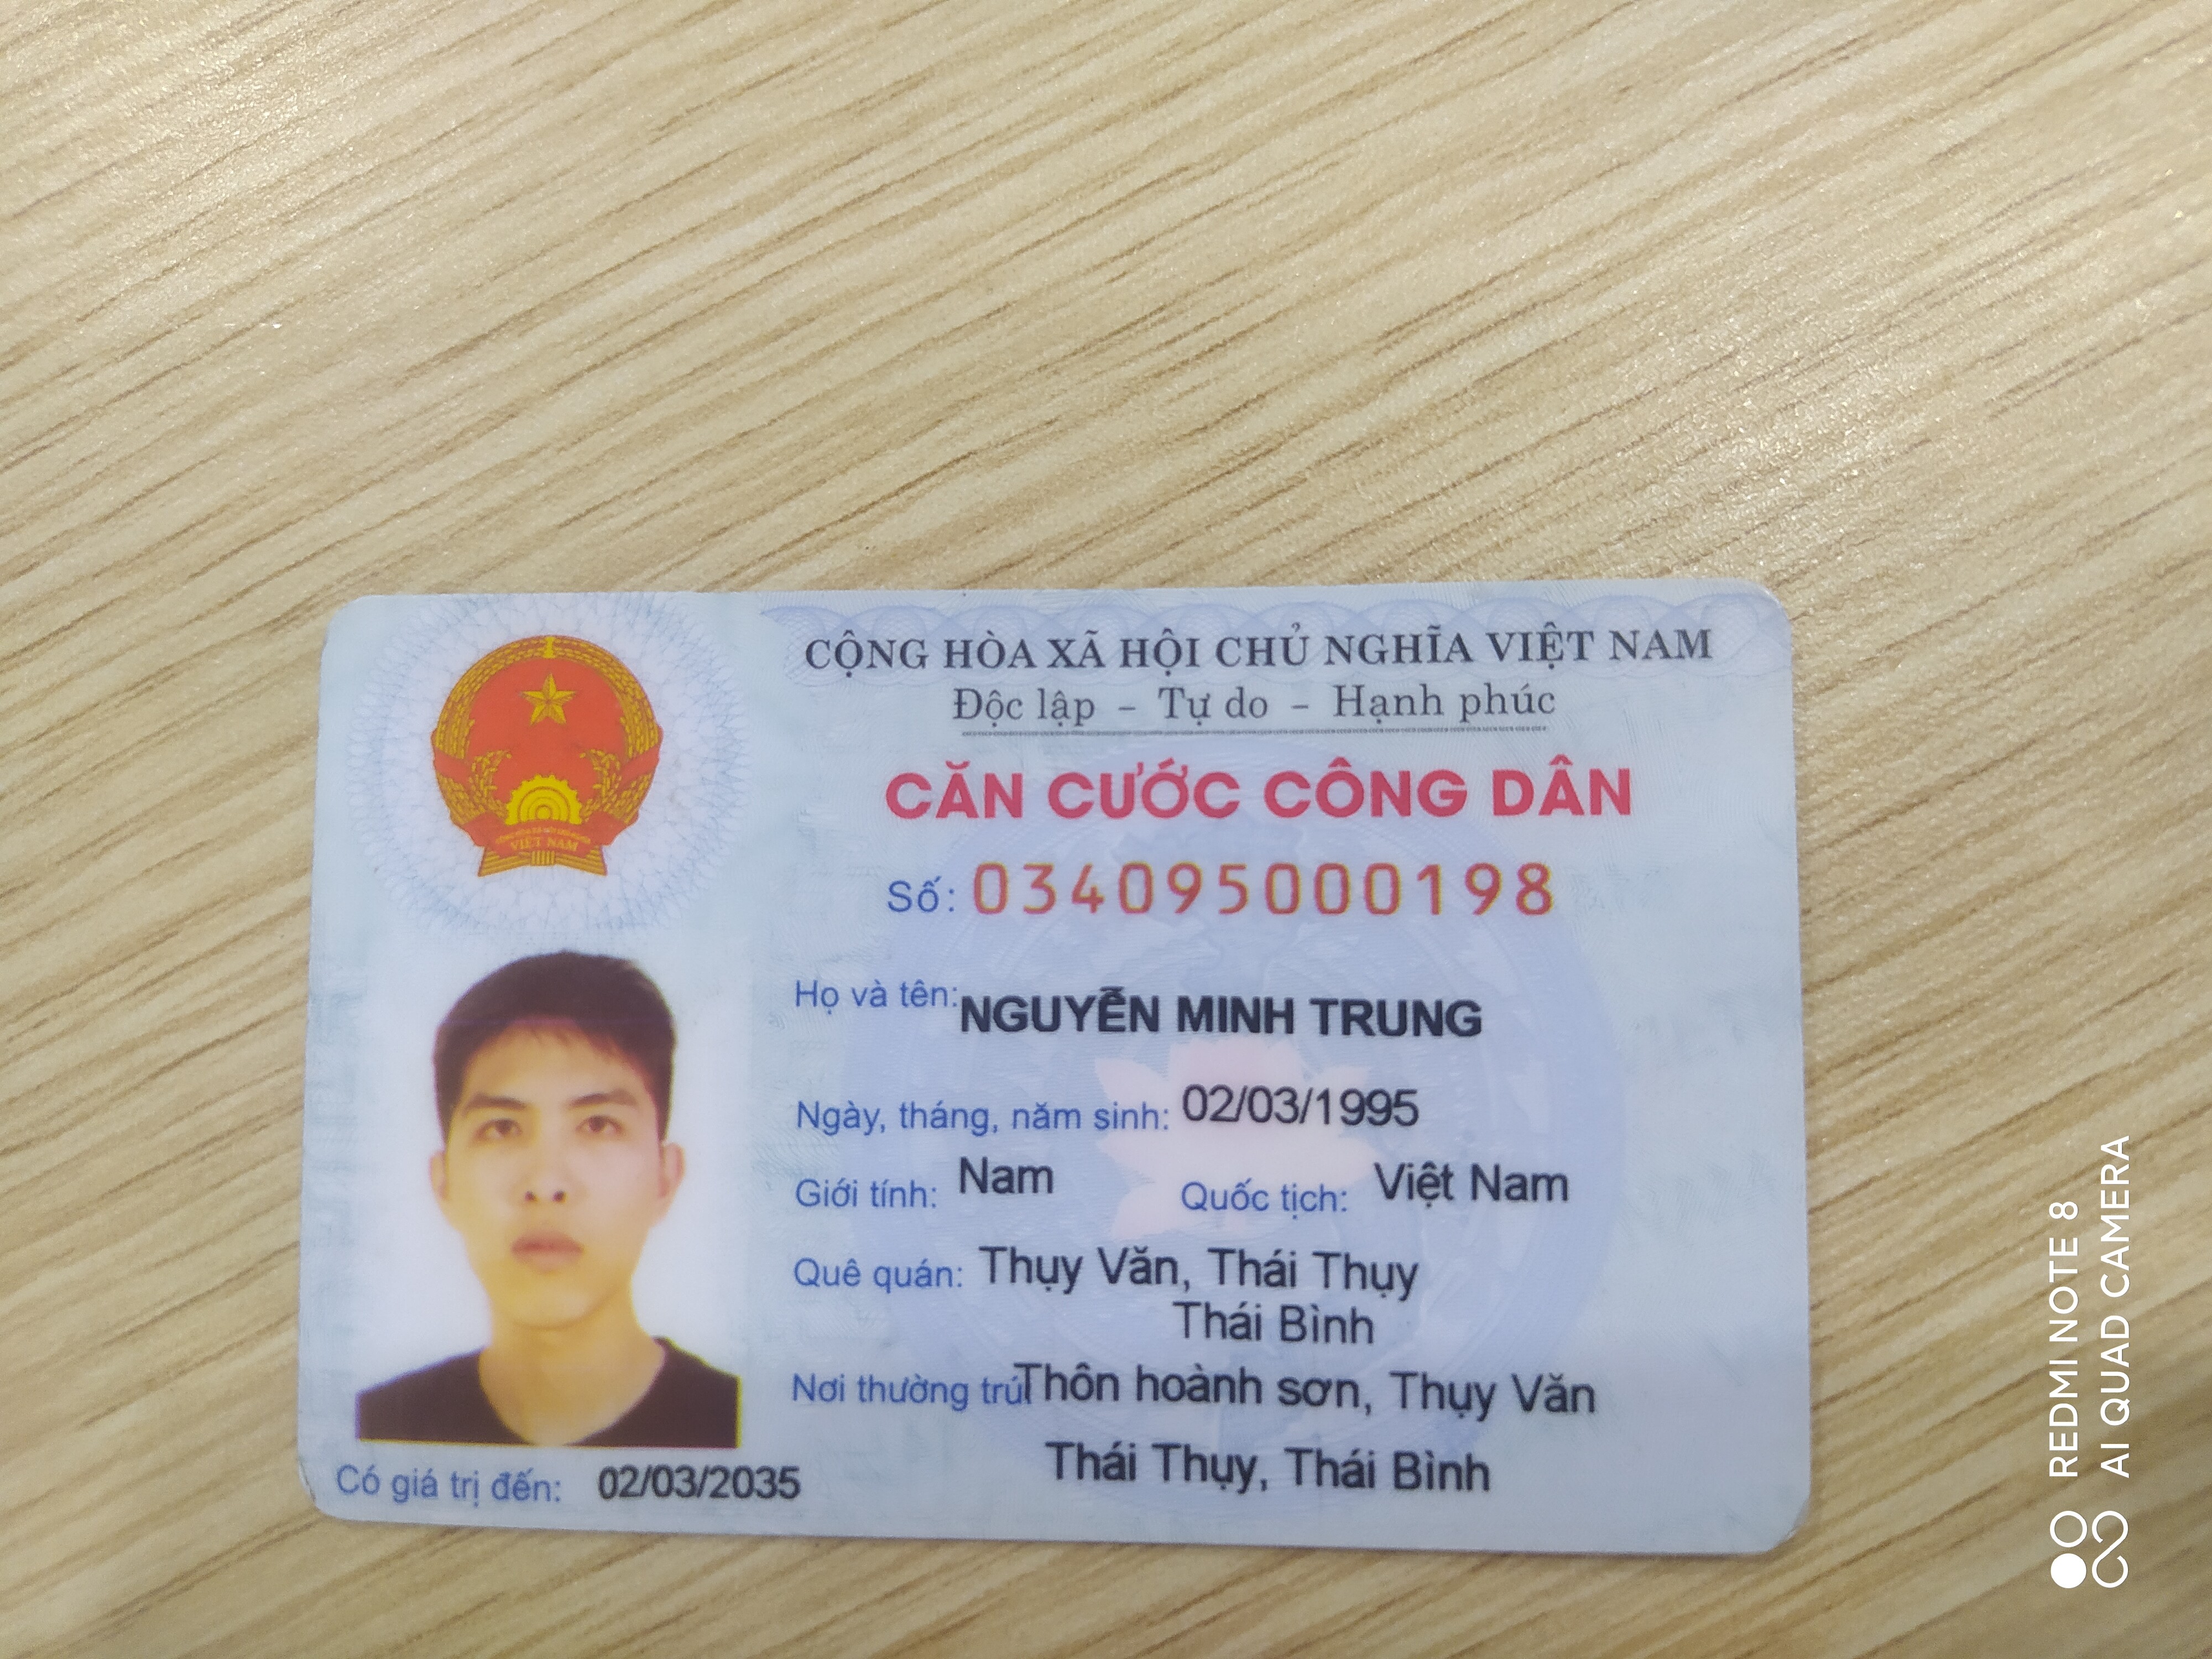 CỘNG HÒA XÃ HỘI CHỦ NGHĨA VIỆT NAM
Độc lập – Tự do – Hạnh phúc
CĂN CƯỚC CÔNG DÂN
Số: 034095000198
Họ và tên: NGUYỄN MINH TRUNG
Ngày, tháng, năm sinh: 02/03/1995
Giới tính: Nam Quốc tịch: Việt Nam
Quê quán: Thụy Văn, Thái Thụy
Thái Bình
Nơi thường trú: Thôn hoành sơn, Thụy Văn
Thái Thụy, Thái Bình
Có giá trị đến: 02/03/2035
VIỆT NAM
REDMI NOTE 8
AI QUAD CAMERA